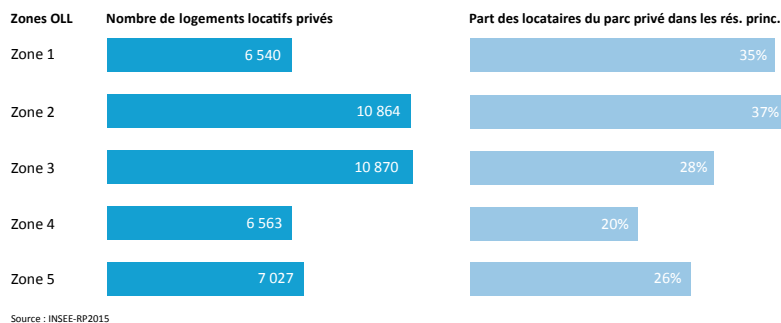 Zones OLL Nombre de logements locatifs privés Part des locataires du parc privé dans les rés. princ.
Zone 1 6 540 35%
Zone 2 10 864 37%
Zone 3 10 870 28%
Zone 4 6 563 20%
Zone 5 7 027 26%
Source : INSEE-RP2015